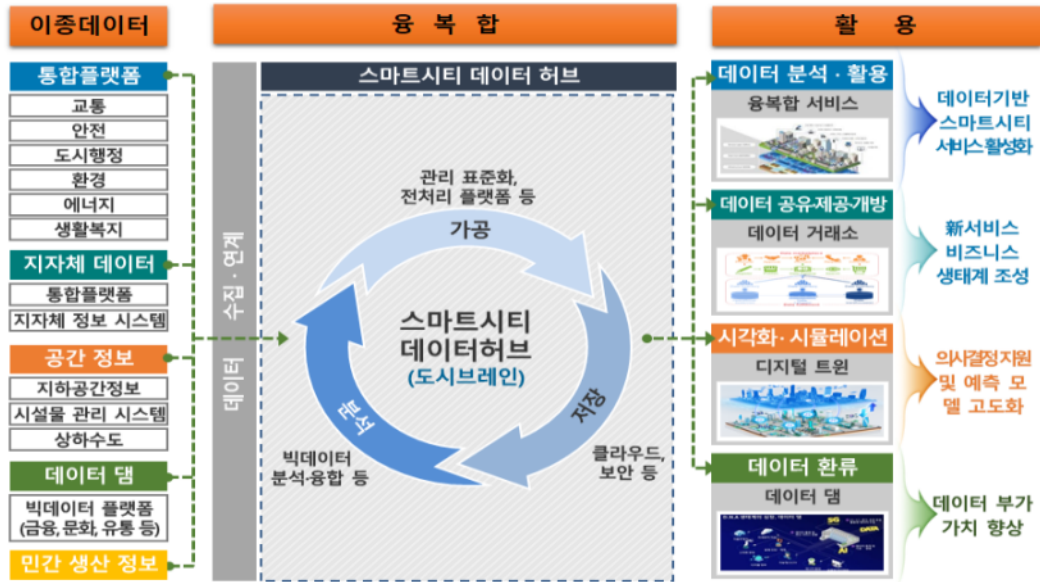 이종데이터
통합플랫폼
교통
안전
도시행정
환경
에너지
생활복지
지자체 데이터
통합플랫폼
지자체 정보 시스템
공간 정보
지하공간정보
시설물 관리 시스템
상하수도
데이터 댐
빅데이터 플랫폼
(금융, 문화, 유통 등)
민간 생산 정보
융 복 합
데이터 수집·연계
스마트시티 데이터 허브
관리 표준화,
전처리 플랫폼 등
가공
스마트시티
데이터허브
(도시브레인)
저장
클라우드,
보안 등
분석
빅데이터
분석·융합 등
활 용
데이터 분석·활용
융복합 서비스
데이터기반
스마트시티
서비스 활성화
데이터 공유·제공·개방
데이터 거래소
新서비스
비즈니스
생태계 조성
시각화·시뮬레이션
디지털 트윈
의사결정 지원
및 예측 모
델 고도화
데이터 환류
데이터 댐
5G
DATA
AI
데이터 부가
가치 향상